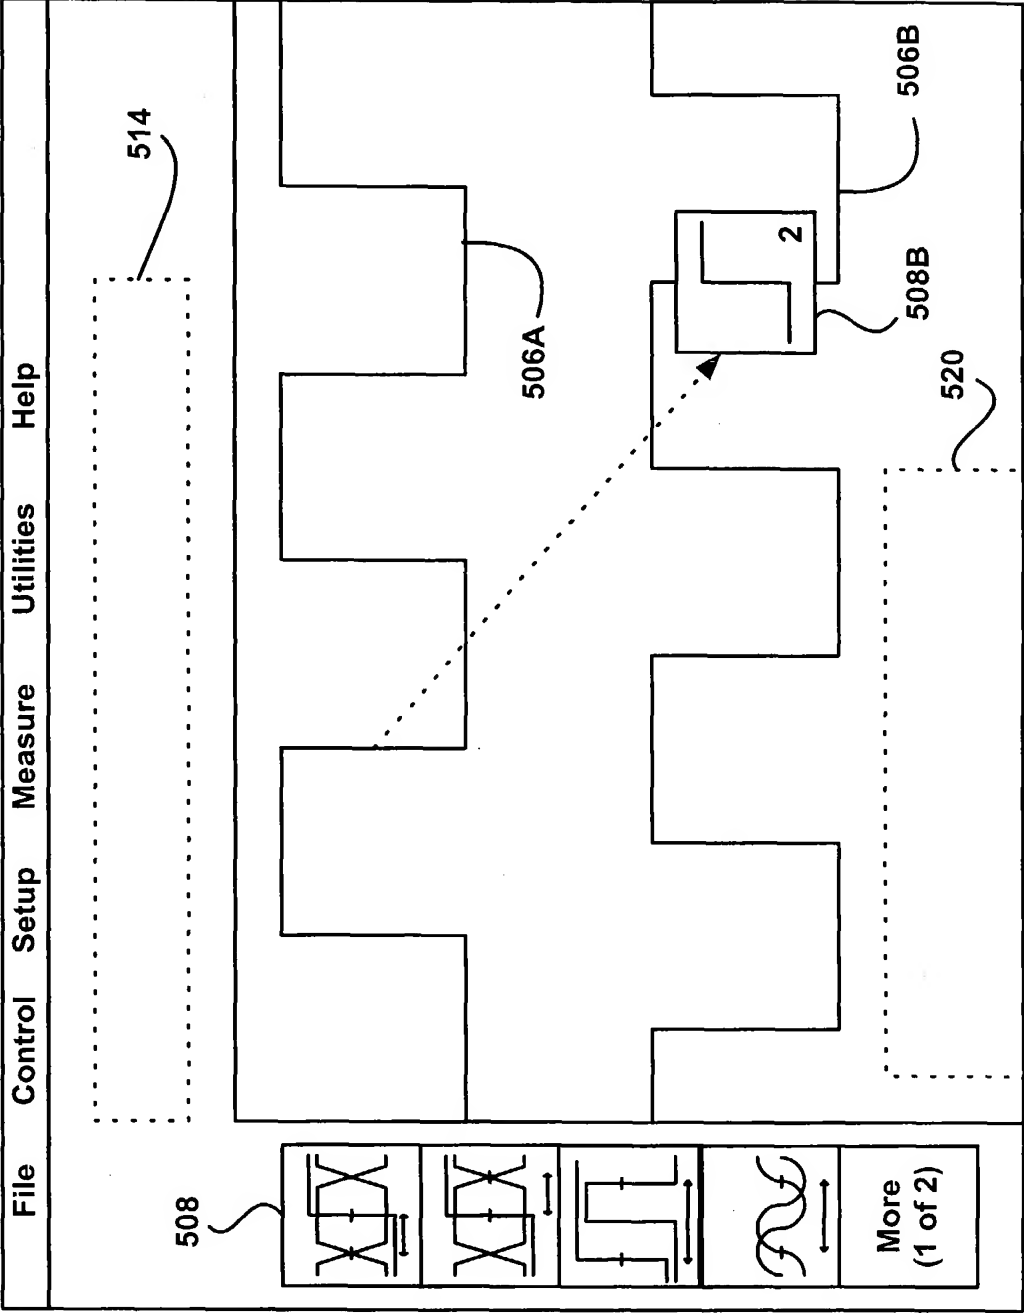 File Control Setup Measure Utilities Help
514
508
506A
506B
2
508B
520
More
(1 of 2)